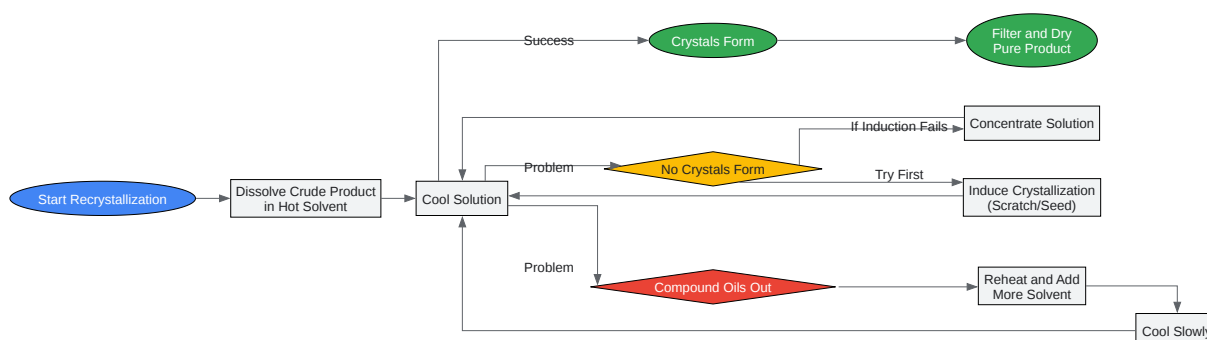 Success
Crystals Form
Filter and Dry
Pure Product
If Induction Fails
Concentrate Solution
Problem
No Crystals Form
Try First
Induce Crystallization
(Scratch/Seed)
Start Recrystallization
Dissolve Crude Product
in Hot Solvent
Cool Solution
Problem
Compound Oils Out
Reheat and Add
More Solvent
Cool Slowly